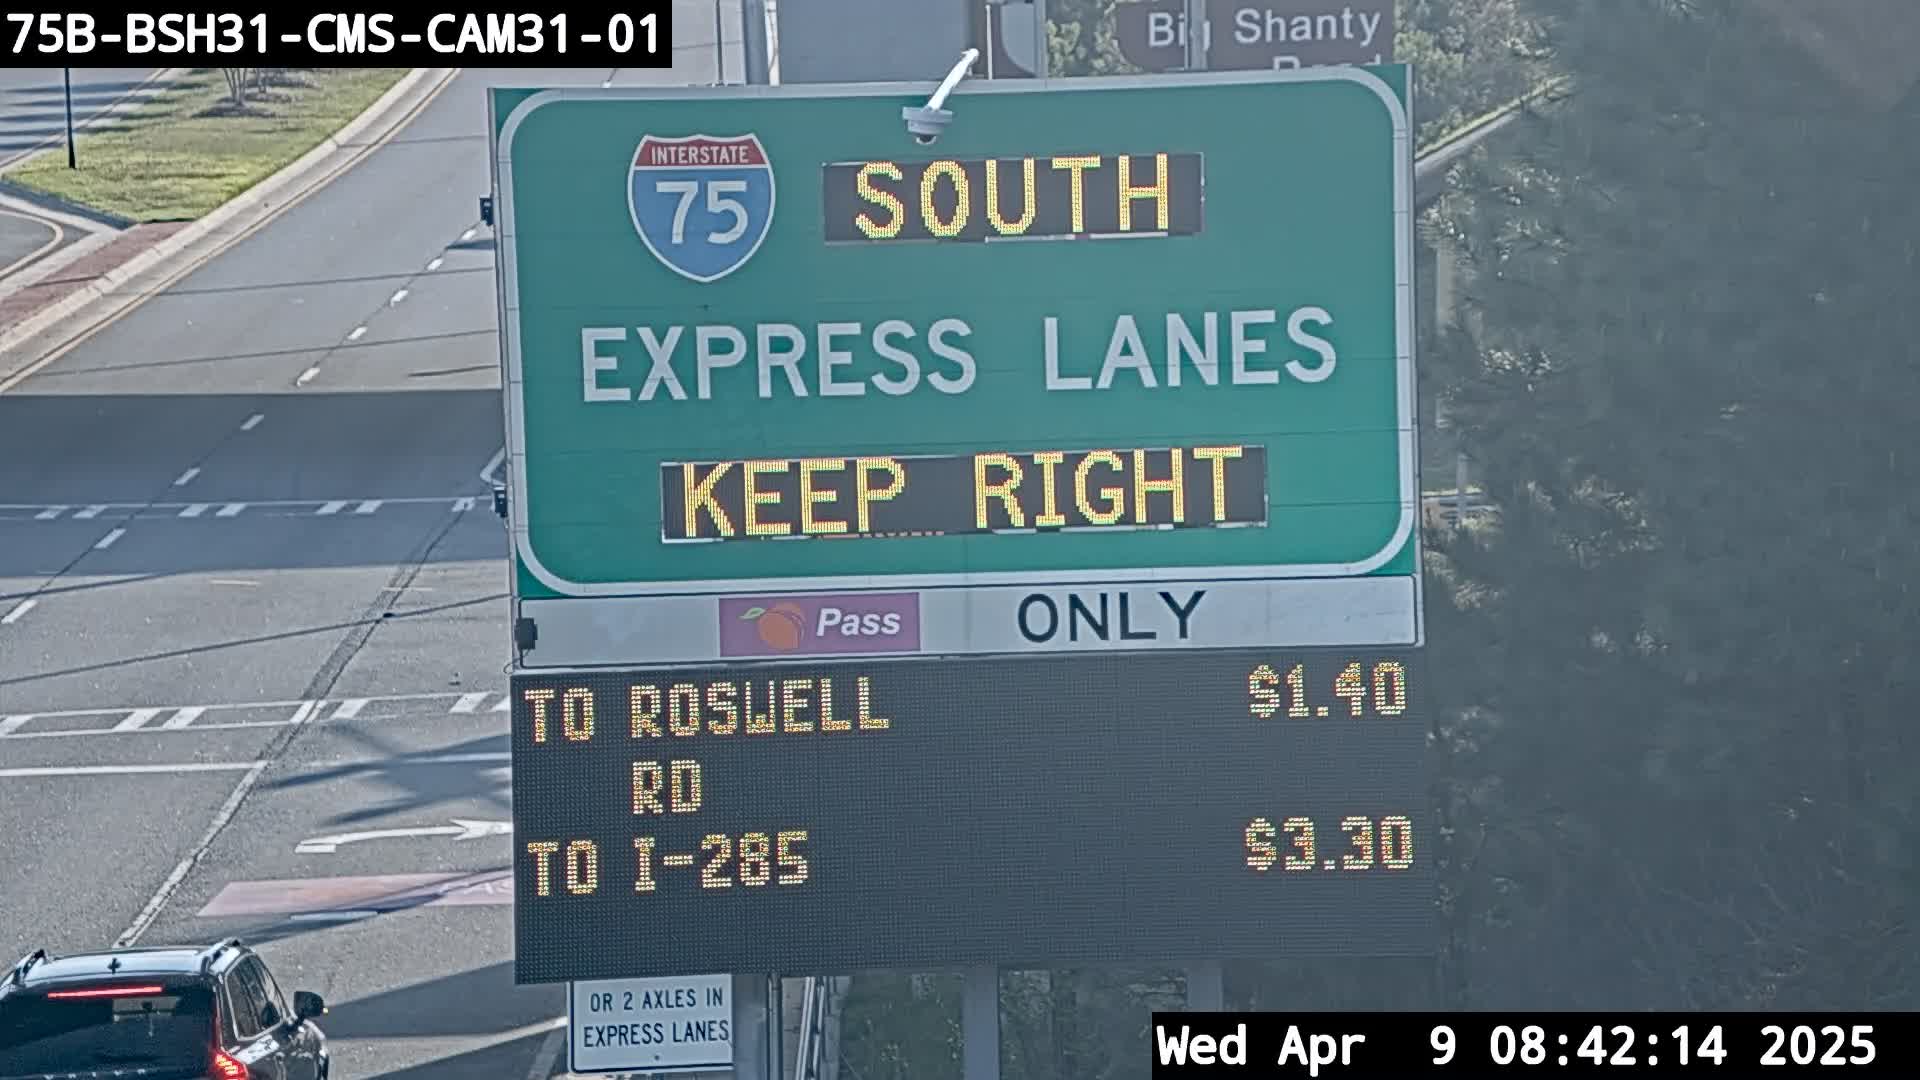 75B-BSH31-CMS-CAM31-01
Big Shanty
Road
INTERSTATE
75
SOUTH
EXPRESS LANES
KEEP RIGHT
Pass
ONLY
TO ROSWELL $1.40
RD
TO I-285 $3.30
OR 2 AXLES IN
EXPRESS LANES
Wed Apr 9 08:42:14 2025